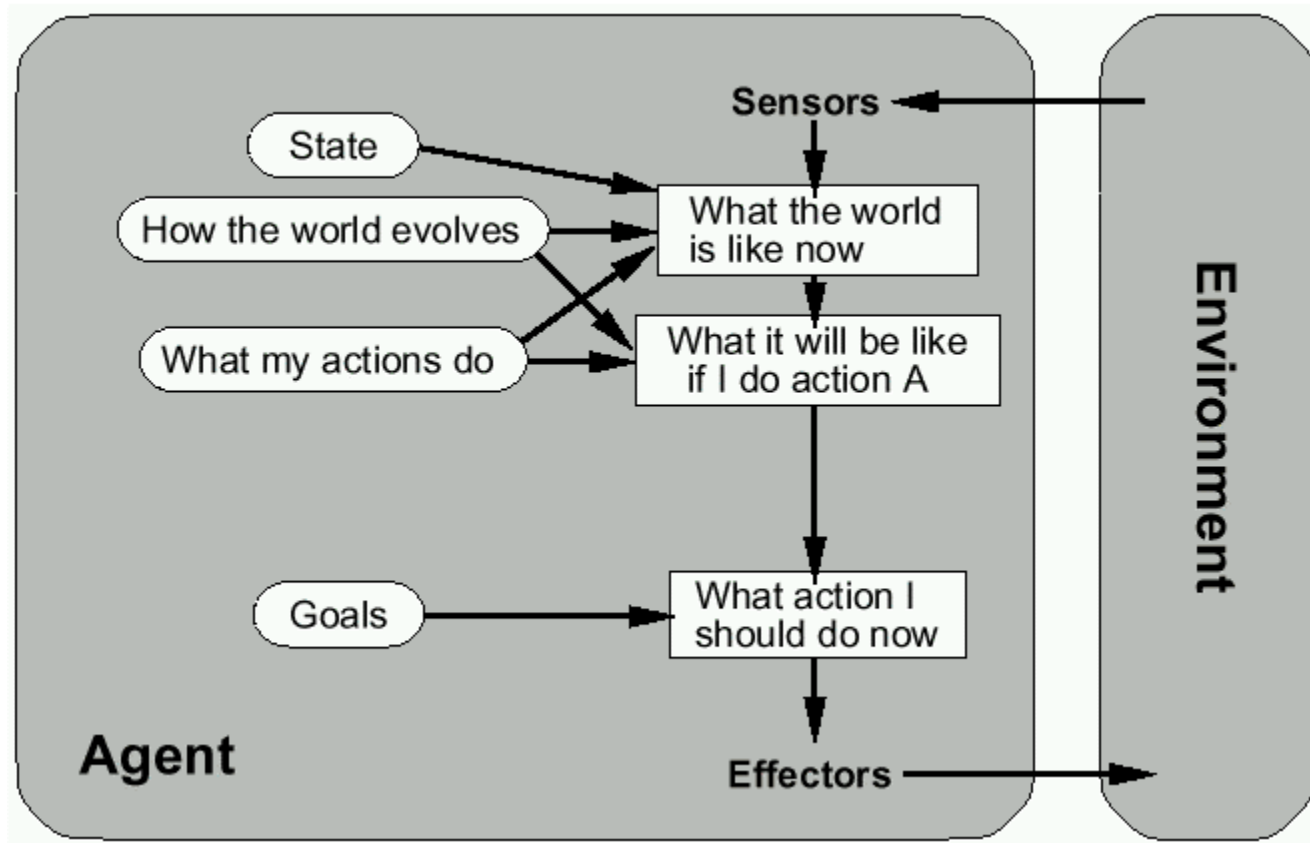 Sensors
State
What the world
is like now
How the world evolves
What it will be like
if I do action A
What my actions do
Environment
What action I
should do now
Goals
Agent
Effectors